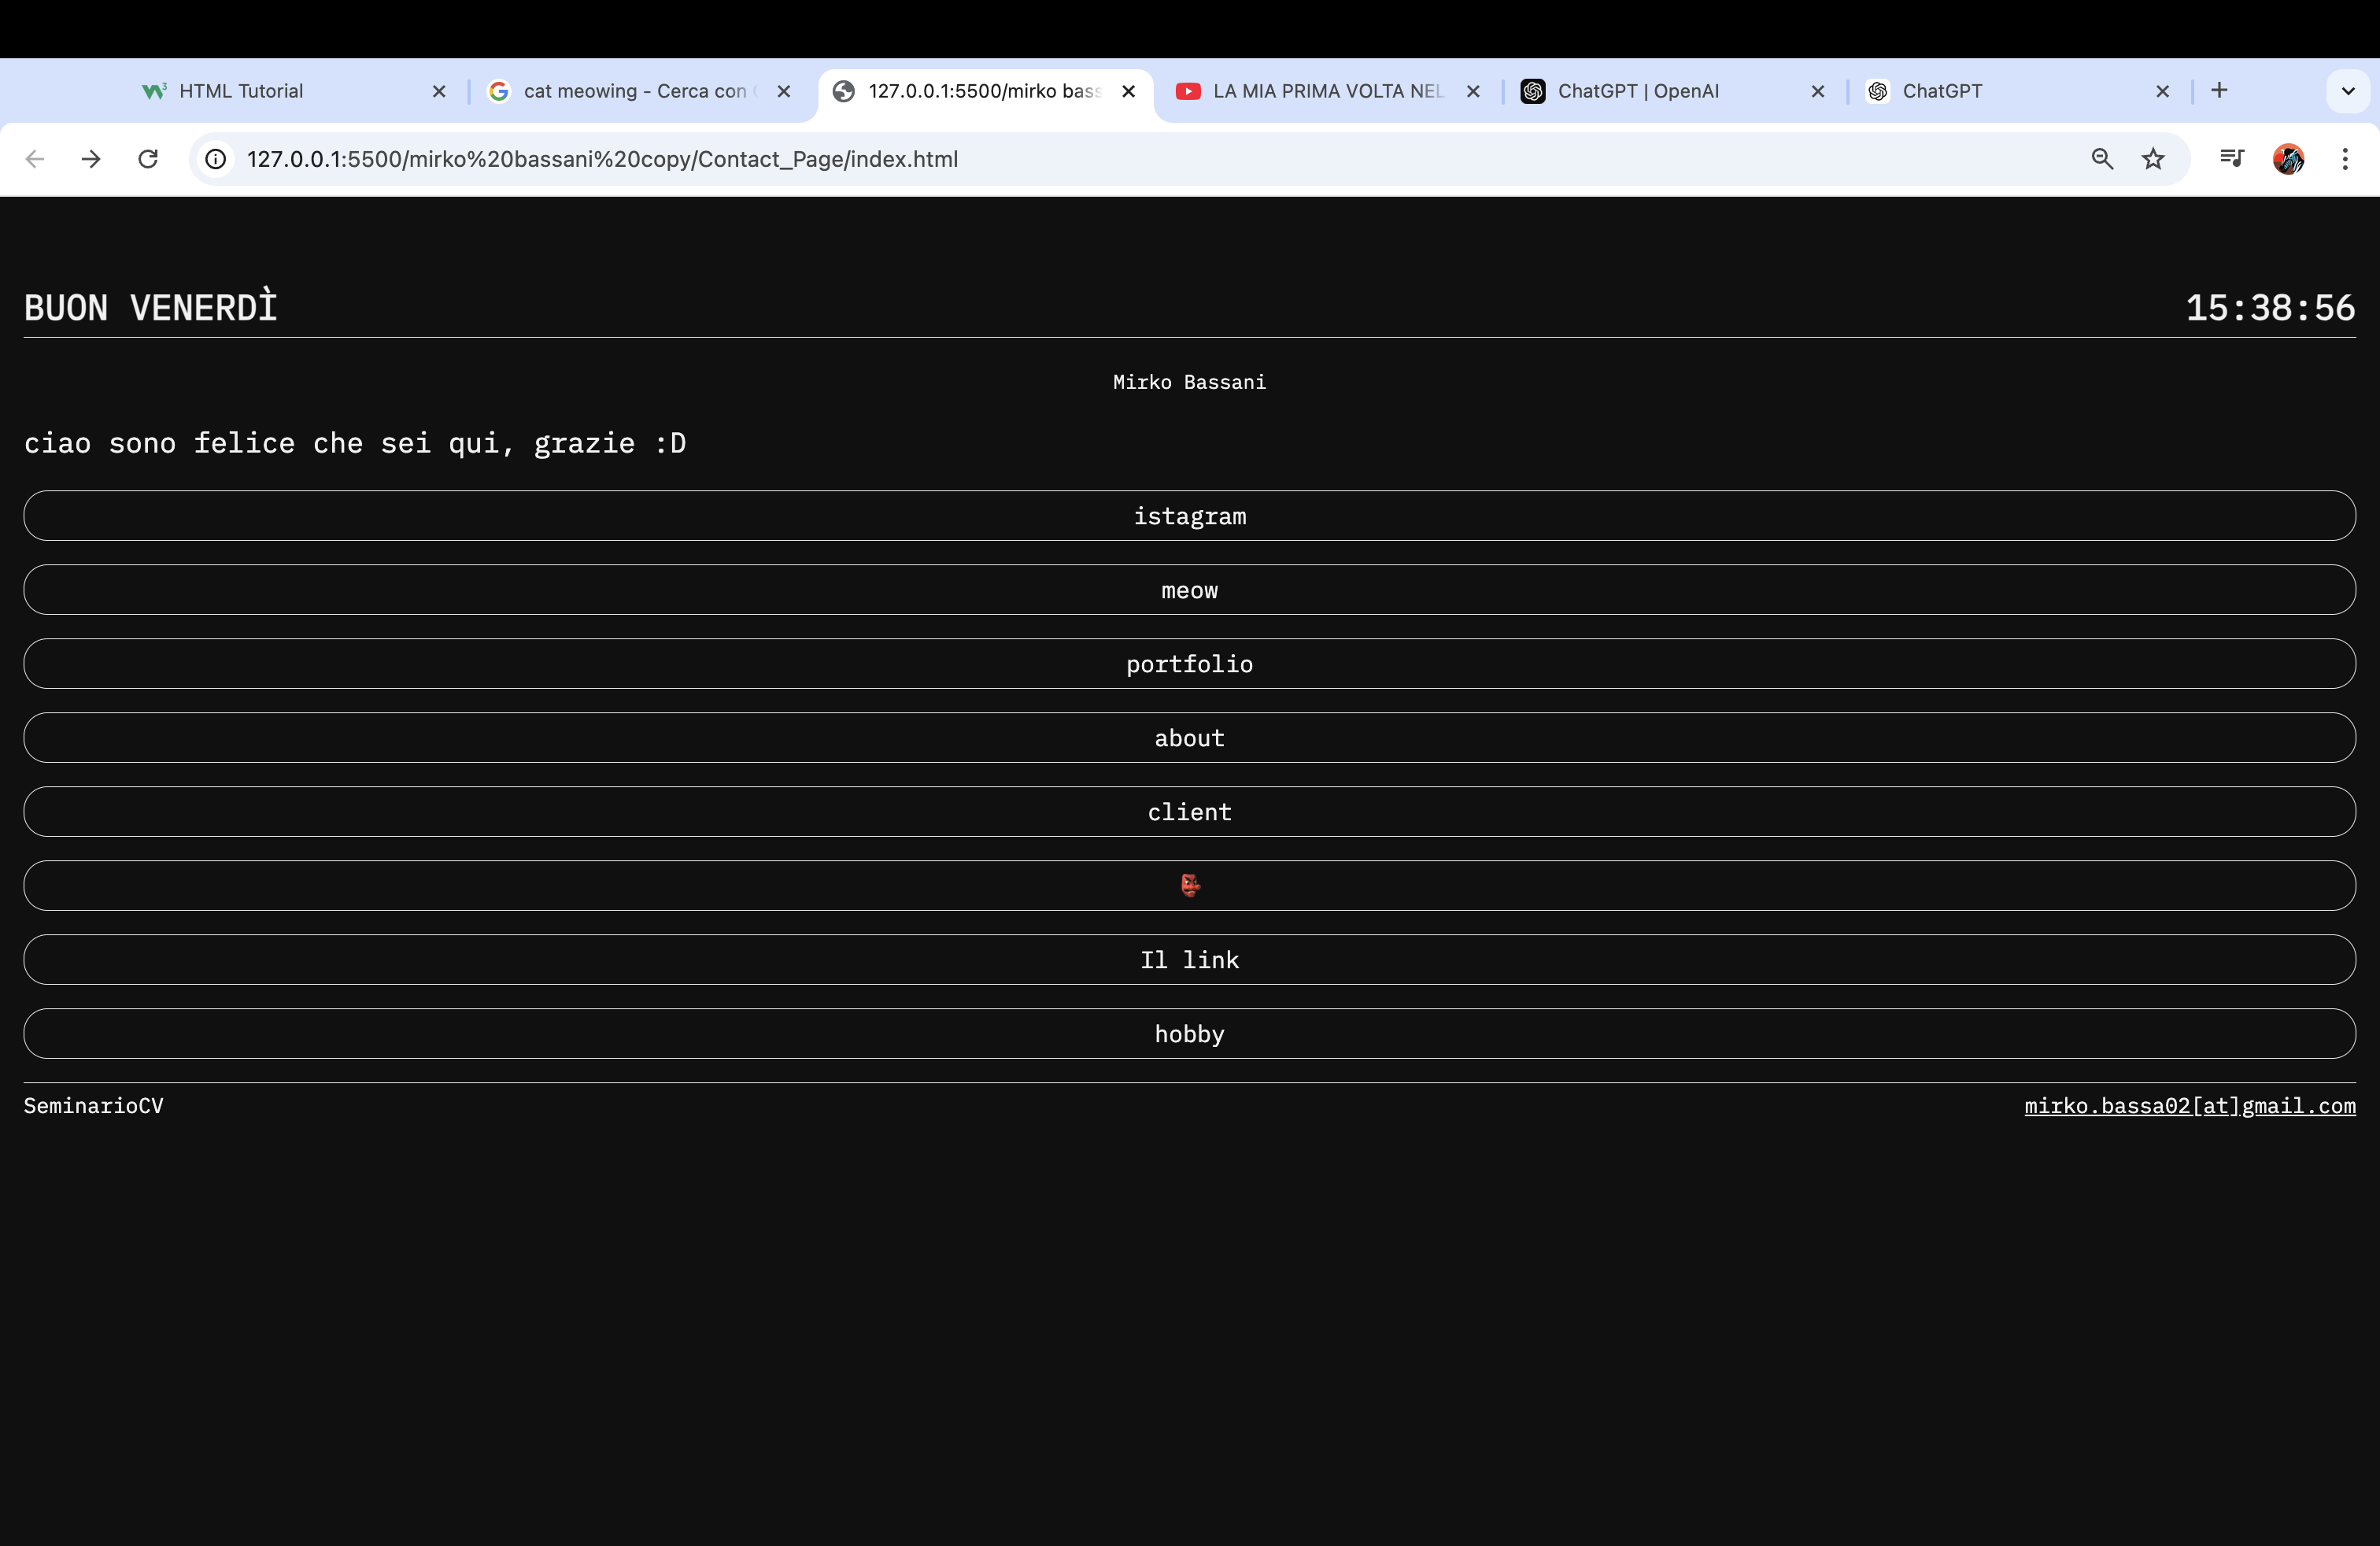 HTML Tutorial
cat meowing - Cerca con
127.0.0.1:5500/mirko bass
LA MIA PRIMA VOLTA NEL
ChatGPT | OpenAI
ChatGPT
127.0.0.1:5500/mirko%20bassani%20copy/Contact_Page/index.html
BUON VENERDÌ
15:38:56
Mirko Bassani
ciao sono felice che sei qui, grazie :D
istagram
meow
portfolio
about
client
Il link
hobby
SeminarioCV
mirko.bassa02[at]gmail.com